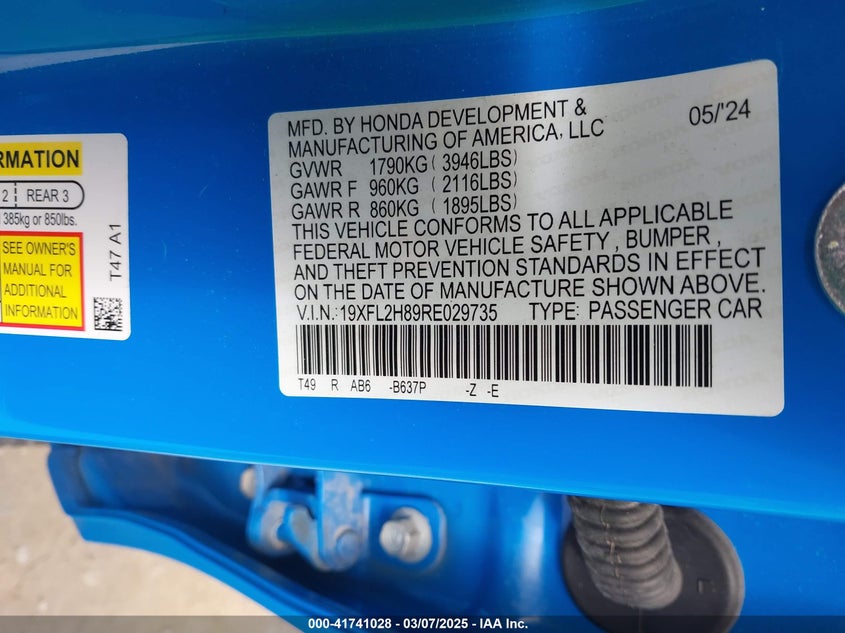 RMATION
2 REAR 3
385kg or 850lbs.
SEE OWNER'S
MANUAL FOR
ADDITIONAL
INFORMATION
T47 A1
MFD. BY HONDA DEVELOPMENT & 05/'24
MANUFACTURING OF AMERICA, LLC
GVWR 1790KG ( 3946LBS )
GAWR F 960KG ( 2116LBS )
GAWR R 860KG ( 1895LBS )
THIS VEHICLE CONFORMS TO ALL APPLICABLE
FEDERAL MOTOR VEHICLE SAFETY , BUMPER ,
AND THEFT PREVENTION STANDARDS IN EFFECT
ON THE DATE OF MANUFACTURE SHOWN ABOVE.
V.I.N: 19XFL2H89RE029735 TYPE: PASSENGER CAR
T49 R AB6 -B637P -Z -E
000-41741028 - 03/07/2025 - IAA Inc.